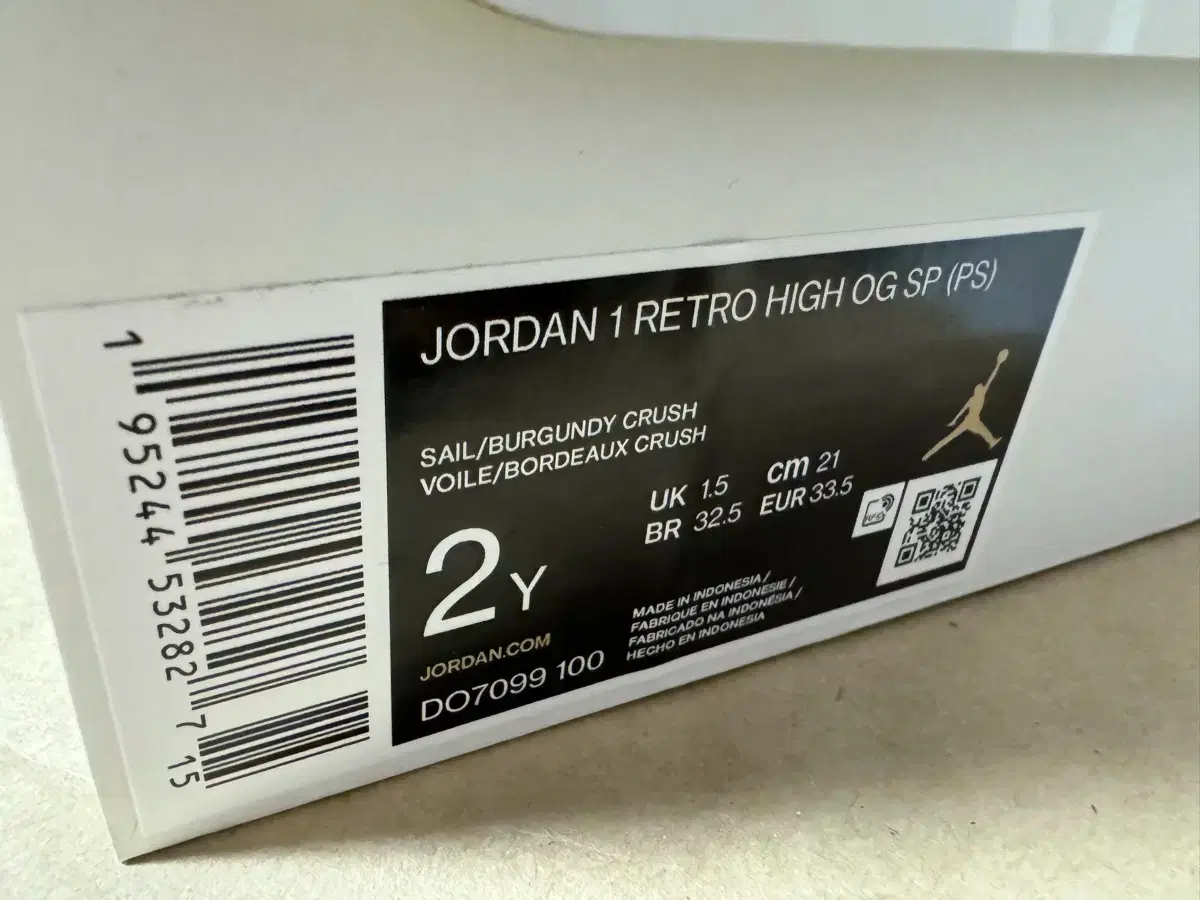 JORDAN 1 RETRO HIGH OG SP (PS)
SAIL/BURGUNDY CRUSH
VOILE/BORDEAUX CRUSH
UK 1.5 cm 21
BR 32.5 EUR 33.5
2Y
JORDAN.COM
DO7099 100
MADE IN INDONESIA/
FABRIQUE EN INDONESIE/
FABRICADO NA INDONÉSIA/
HECHO EN INDONESIA
1 95244 53282 7 15